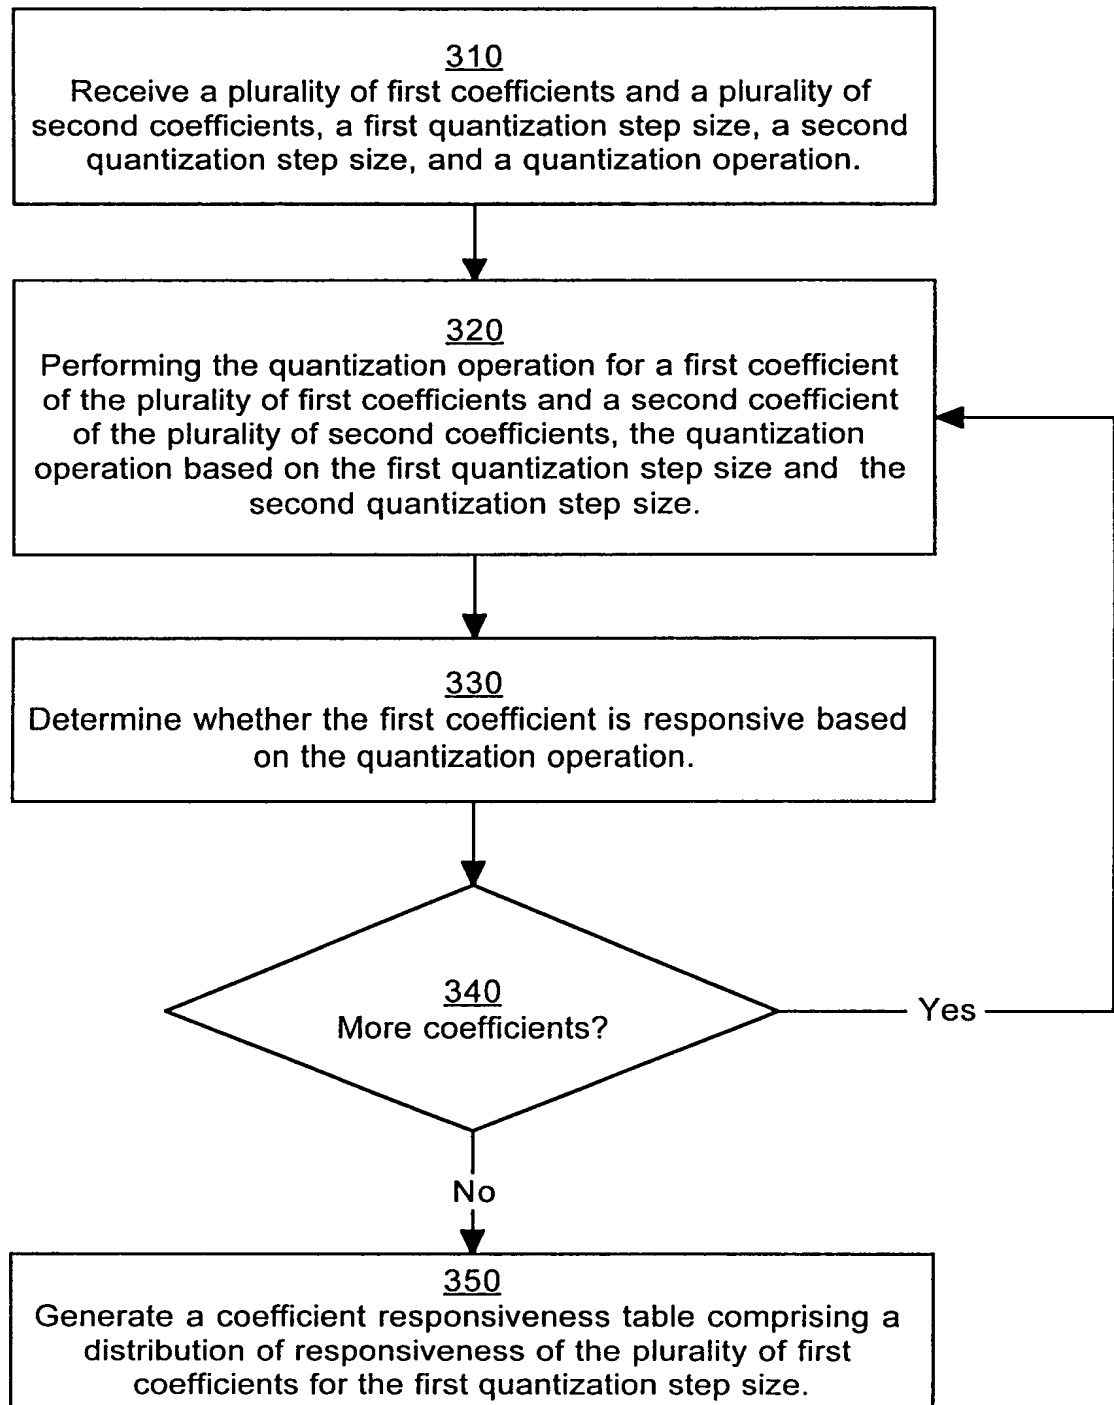 310
Receive a plurality of first coefficients and a plurality of
second coefficients, a first quantization step size, a second
quantization step size, and a quantization operation.
320
Performing the quantization operation for a first coefficient
of the plurality of first coefficients and a second coefficient
of the plurality of second coefficients, the quantization
operation based on the first quantization step size and the
second quantization step size.
330
Determine whether the first coefficient is responsive based
on the quantization operation.
340
More coefficients?
Yes
No
350
Generate a coefficient responsiveness table comprising a
distribution of responsiveness of the plurality of first
coefficients for the first quantization step size.